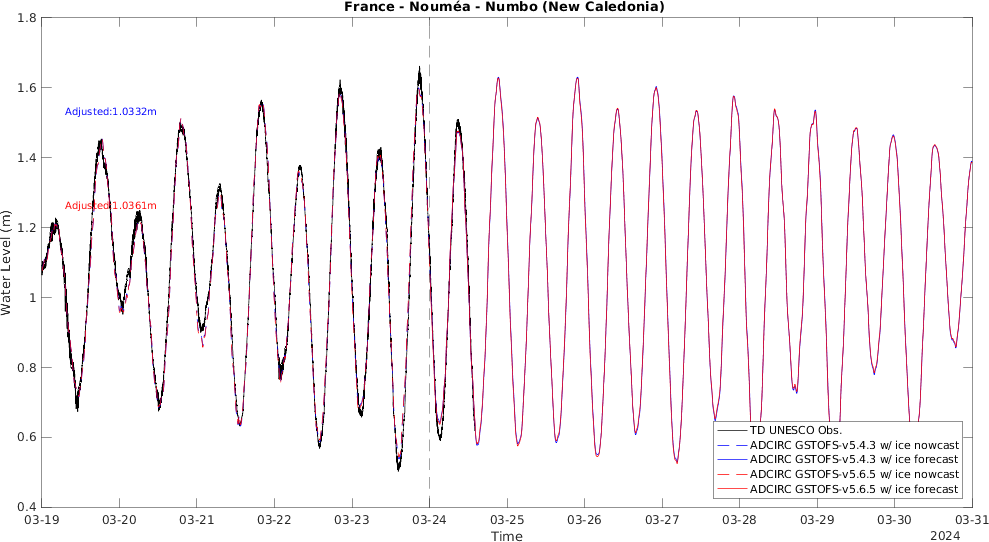 France - Nouméa - Numbo (New Caledonia)
Water Level (m)
1.8
1.6
1.4
1.2
1
0.8
0.6
0.4
Adjusted:1.0332m
Adjusted:1.0361m
TD UNESCO Obs.
ADCIRC GSTOFS-v5.4.3 w/ ice nowcast
ADCIRC GSTOFS-v5.4.3 w/ ice forecast
ADCIRC GSTOFS-v5.6.5 w/ ice nowcast
ADCIRC GSTOFS-v5.6.5 w/ ice forecast
03-19 03-20 03-21 03-22 03-23 03-24 03-25 03-26 03-27 03-28 03-29 03-30 03-31
Time
2024